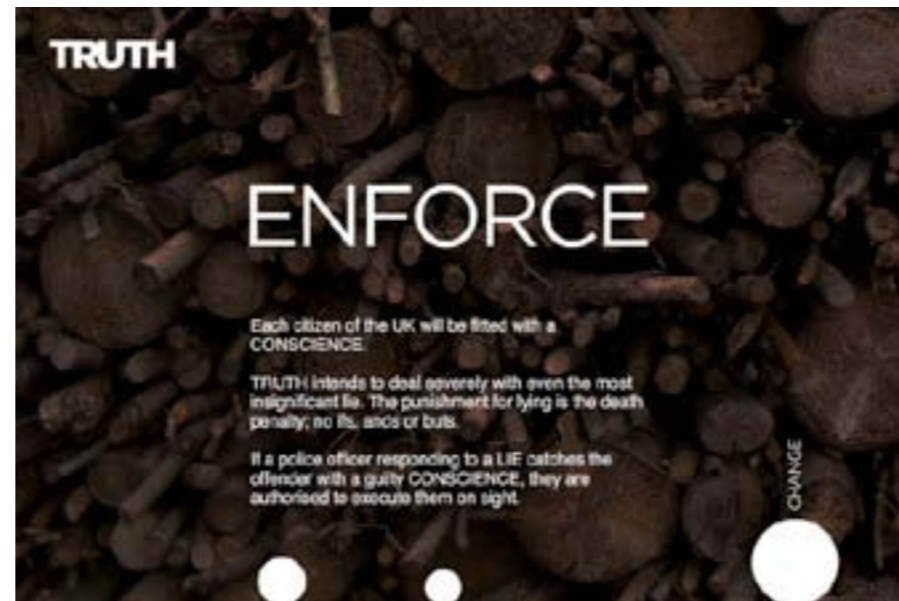 TRUTH
ENFORCE
Each citizen of the UK will be fitted with a
CONSCIENCE.
TRUTH intends to deal severely with even the most
insignificant lie. The punishment for lying is the death
penalty; no ifs, ands or buts.
If a police officer responding to a LIE catches the
offender with a guilty CONSCIENCE, they are
authorised to execute them on sight.
CHANGE